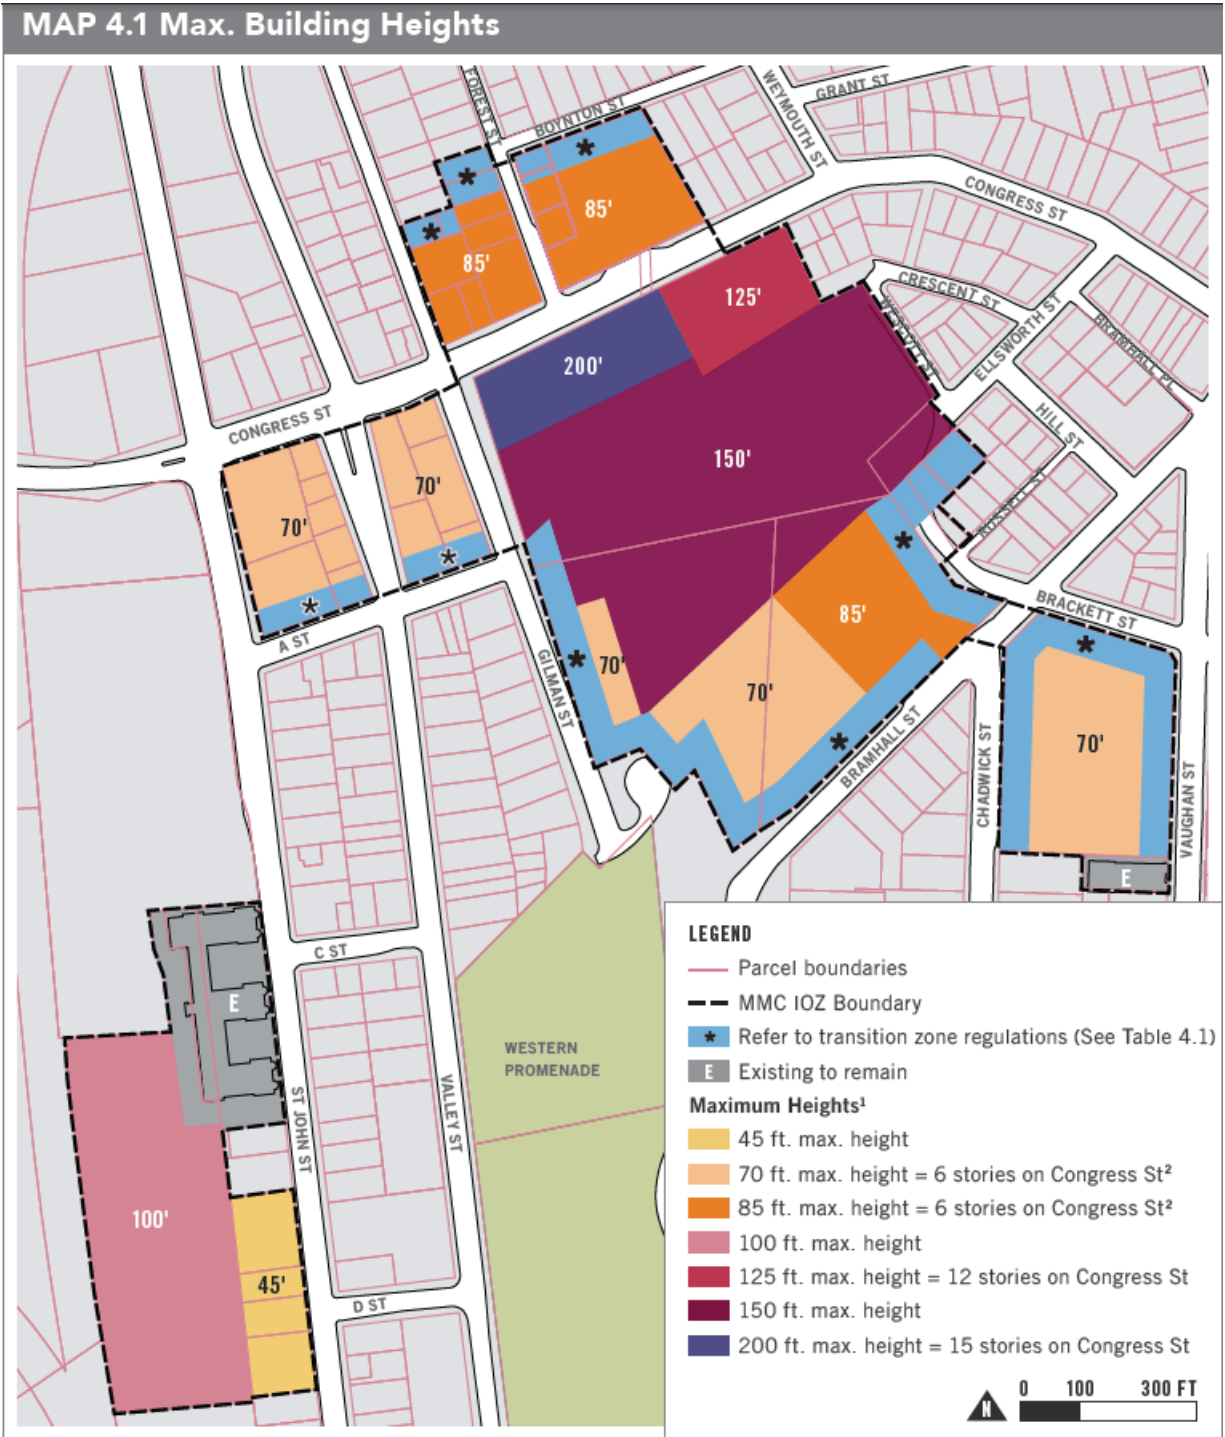 MAP 4.1 Max. Building Heights
FOREST ST
BOYNTON ST
WEYMOUTH ST
GRANT ST
CONGRESS ST
*
*
*
85'
85'
125'
CRESCENT ST
WESCOTT ST
ELLSWORTH ST
BRAMHALL PL
200'
CONGRESS ST
HILL ST
150'
70'
70'
RUSSELL ST
*
*
*
A ST
BRACKETT ST
85'
*
70'
GILMAN ST
*
70'
*
BRAMHALL ST
CHADWICK ST
70'
VAUGHAN ST
E
C ST
E
WESTERN
PROMENADE
ST JOHN ST
VALLEY ST
100'
45'
D ST
LEGEND
Parcel boundaries
MMC IOZ Boundary
* Refer to transition zone regulations (See Table 4.1)
E Existing to remain
Maximum Heights¹
45 ft. max. height
70 ft. max. height = 6 stories on Congress St²
85 ft. max. height = 6 stories on Congress St²
100 ft. max. height
125 ft. max. height = 12 stories on Congress St
150 ft. max. height
200 ft. max. height = 15 stories on Congress St
N
0 100 300 FT